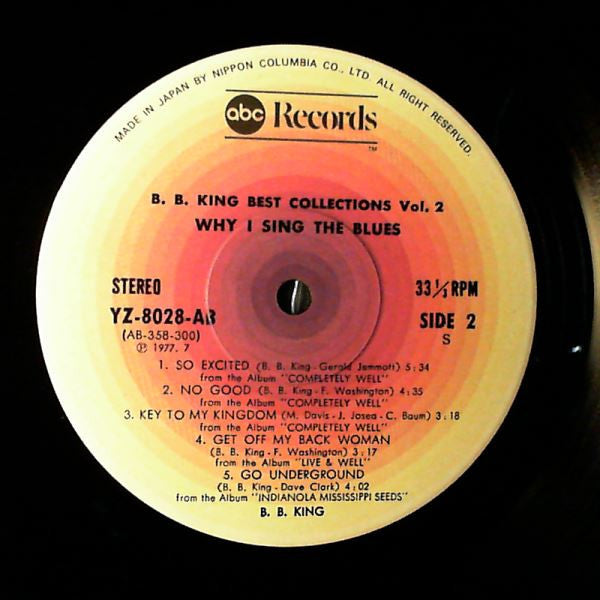 MADE IN JAPAN BY NIPPON COLUMBIA CO., LTD. ALL RIGHT RESERVED.
abc Records
TM
B. B. KING BEST COLLECTIONS Vol. 2
WHY I SING THE BLUES
STEREO 33 1/3 RPM
YZ-8028-AB SIDE 2
(AB-358-300) S
℗ 1977. 7
1. SO EXCITED (B. B. King - Gerald Jemmott) 5:34
from the Album "COMPLETELY WELL"
2. NO GOOD (B. B. King - F. Washington) 4:35
from the Album "COMPLETELY WELL"
3. KEY TO MY KINGDOM (M. Davis - J. Josea - C. Baum) 3:18
from the Album "COMPLETELY WELL"
4. GET OFF MY BACK WOMAN
(B. B. King - F. Washington) 3:17
from the Album "LIVE & WELL"
5. GO UNDERGROUND
(B. B. King - Dave Clark) 4:02
from the Album "INDIANOLA MISSISSIPPI SEEDS"
B. B. KING